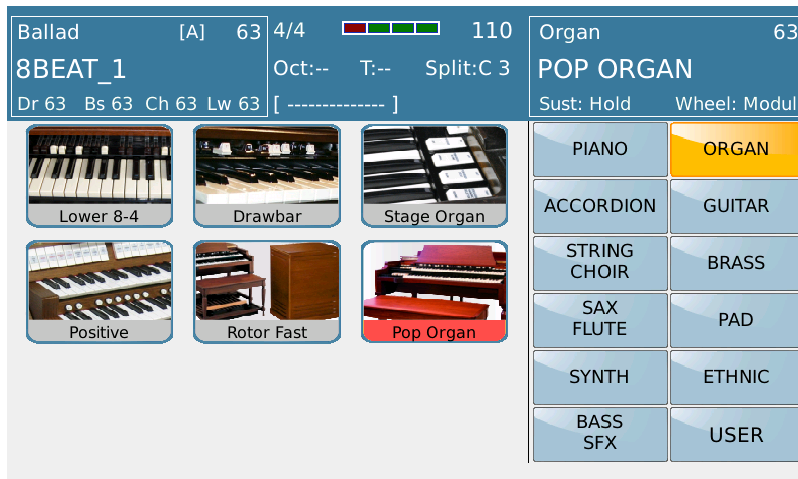 Ballad [A] 63
8BEAT_1
Dr 63 Bs 63 Ch 63 Lw 63
4/4 110
Oct:-- T:-- Split:C 3
[ -------------- ]
Organ 63
POP ORGAN
Sust: Hold Wheel: Modul
Lower 8-4
Drawbar
Stage Organ
Positive
Rotor Fast
Pop Organ
PIANO
ORGAN
ACCORDION
GUITAR
STRING
CHOIR
BRASS
SAX
FLUTE
PAD
SYNTH
ETHNIC
BASS
SFX
USER